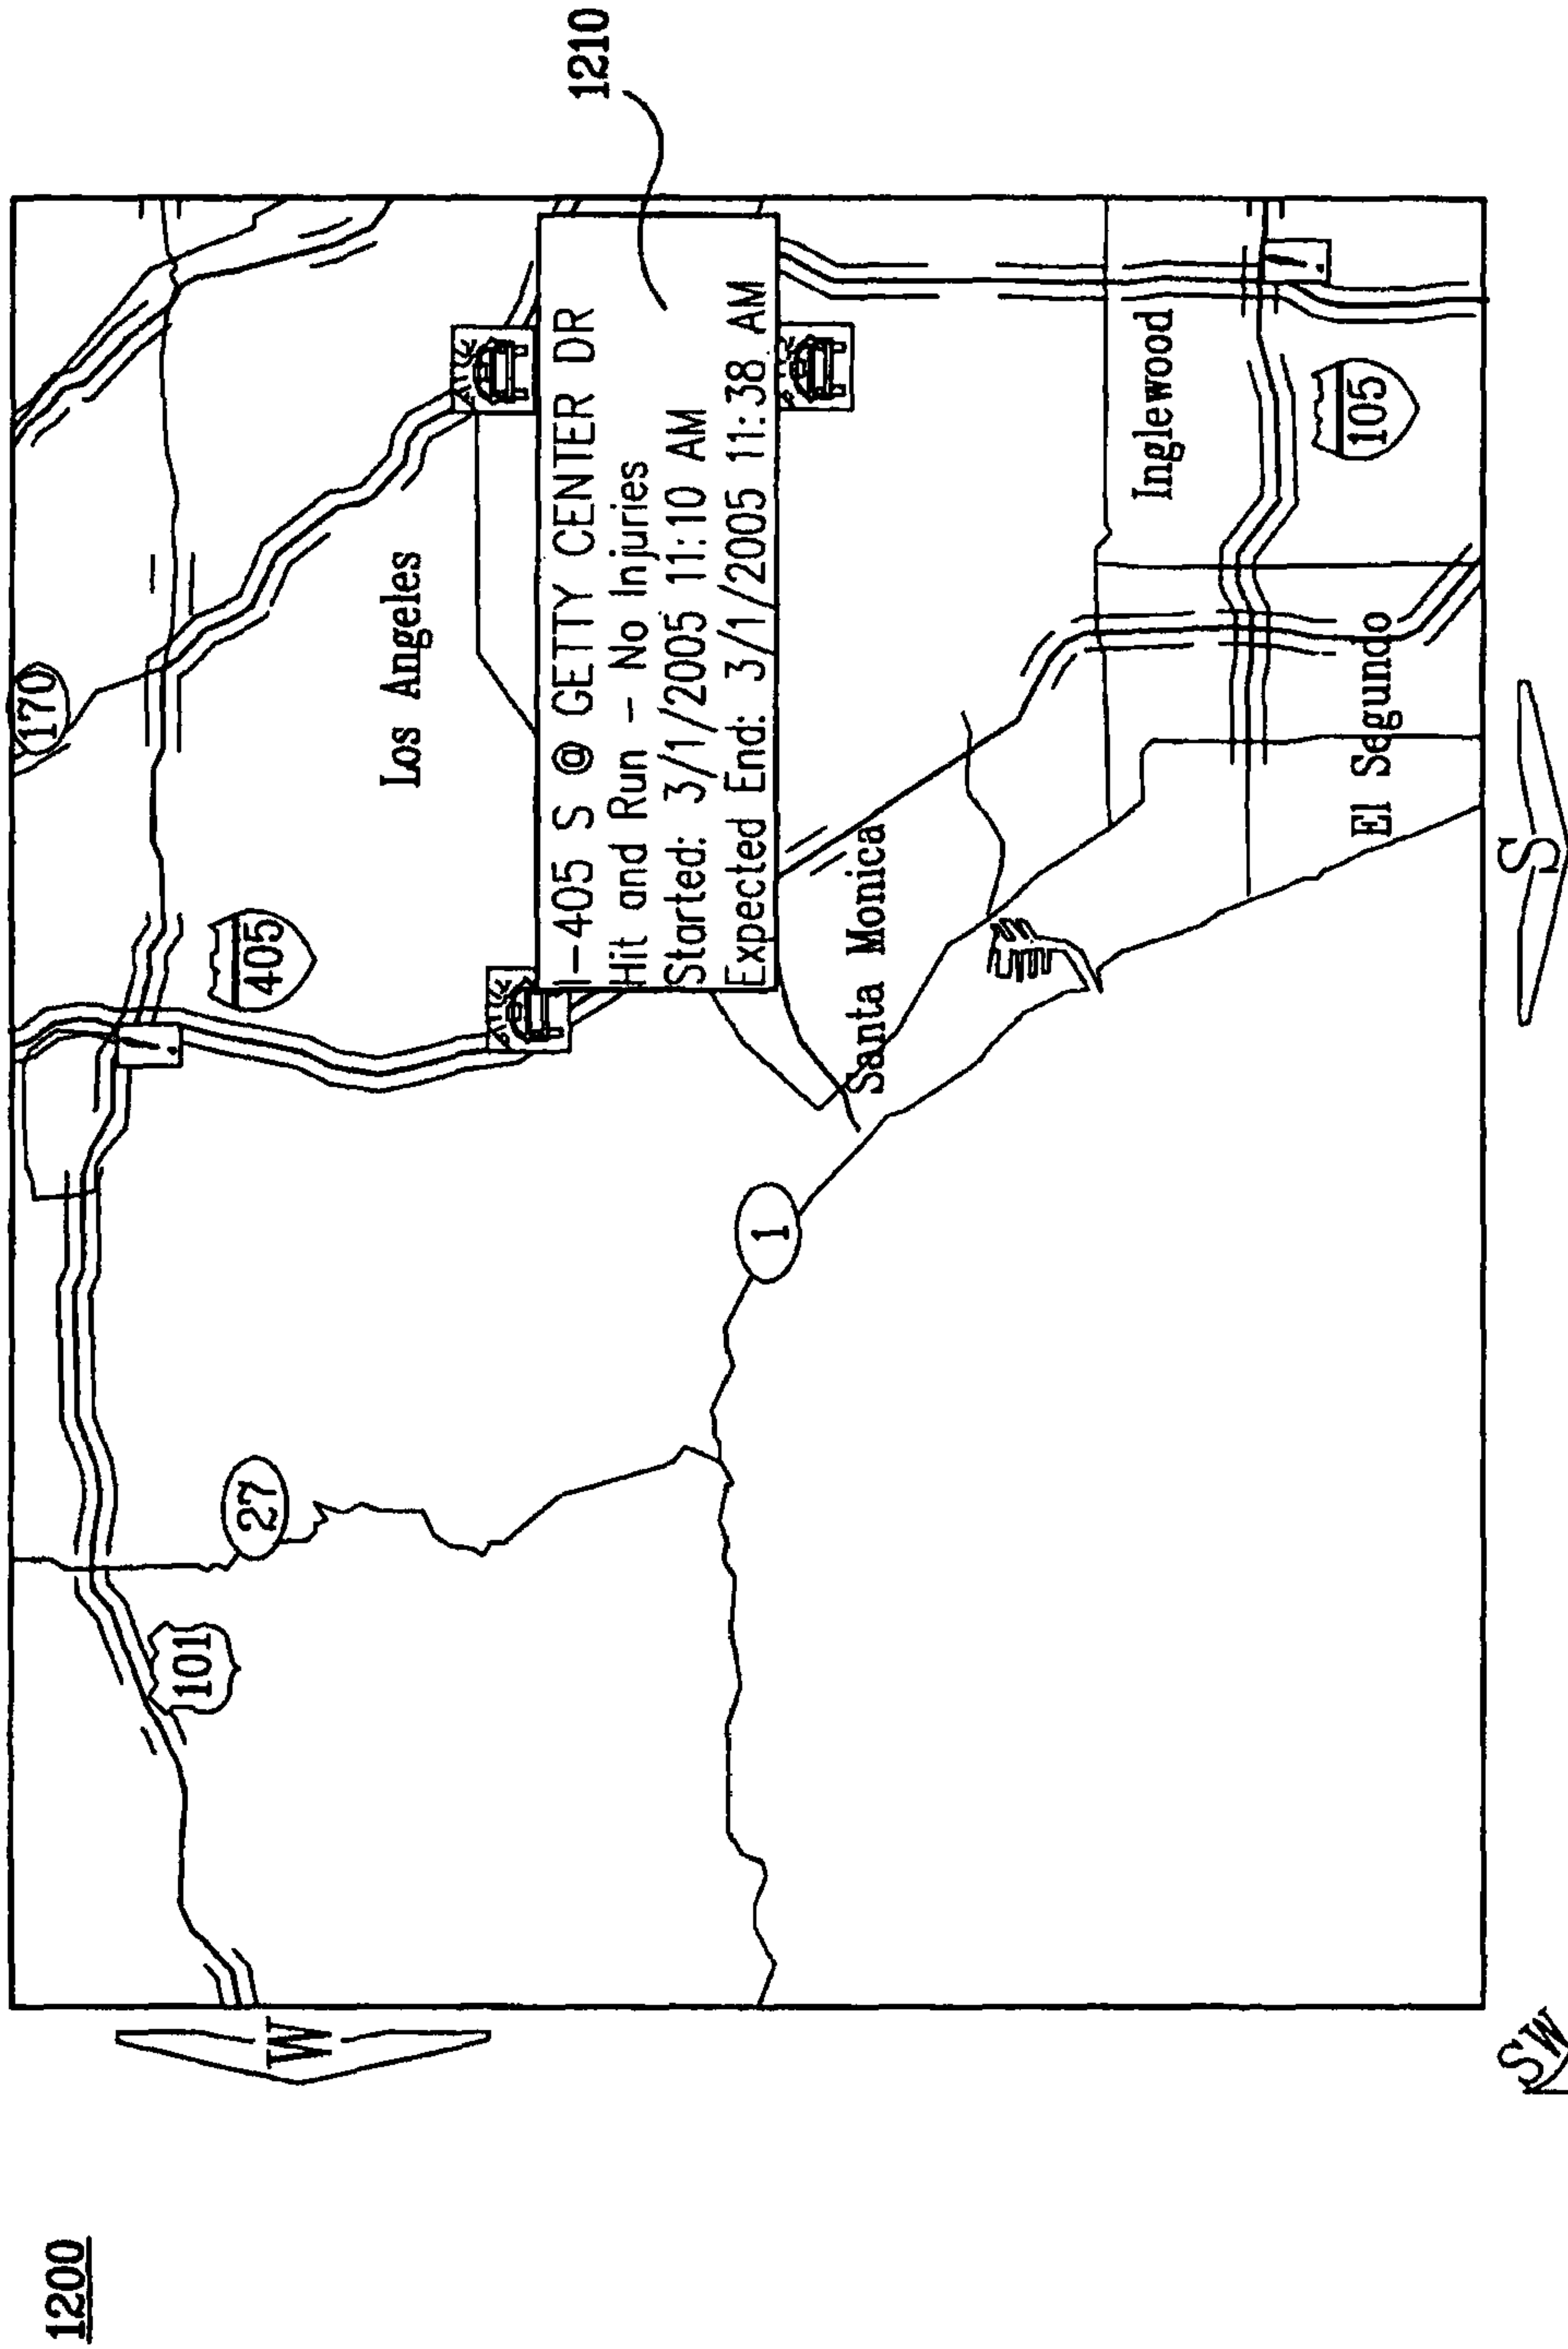 1200
170
101
27
405
Los Angeles
I-405 S @ GETTY CENTER DR
Hit and Run - No Injuries
Started: 3/1/2005 11:10 AM
Expected End: 3/1/2005 11:38 AM
1210
1
Santa Monica
Inglewood
105
El Segundo
W
S
SW